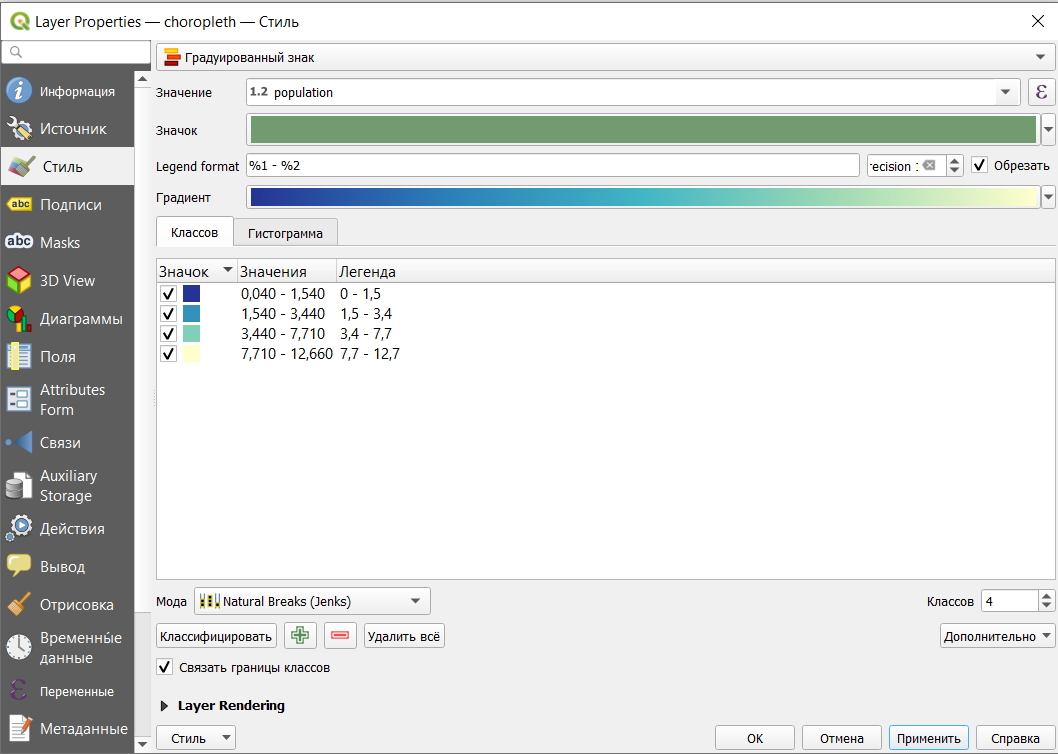 Layer Properties — choropleth — Стиль
Информация
Источник
Стиль
Подписи
Masks
3D View
Диаграммы
Поля
Attributes
Form
Связи
Auxiliary
Storage
Действия
Вывод
Отрисовка
Временны́е
данные
Переменные
Метаданные
Градуированный знак
Значение 1.2 population ε
Значок
Legend format %1 - %2 recision : Обрезать
Градиент
Классов Гистограмма
Значок Значения Легенда
0,040 - 1,540 0 - 1,5
1,540 - 3,440 1,5 - 3,4
3,440 - 7,710 3,4 - 7,7
7,710 - 12,660 7,7 - 12,7
Мода Natural Breaks (Jenks) Классов 4
Классифицировать Удалить всё Дополнительно
Связать границы классов
Layer Rendering
Стиль OK Отмена Применить Справка